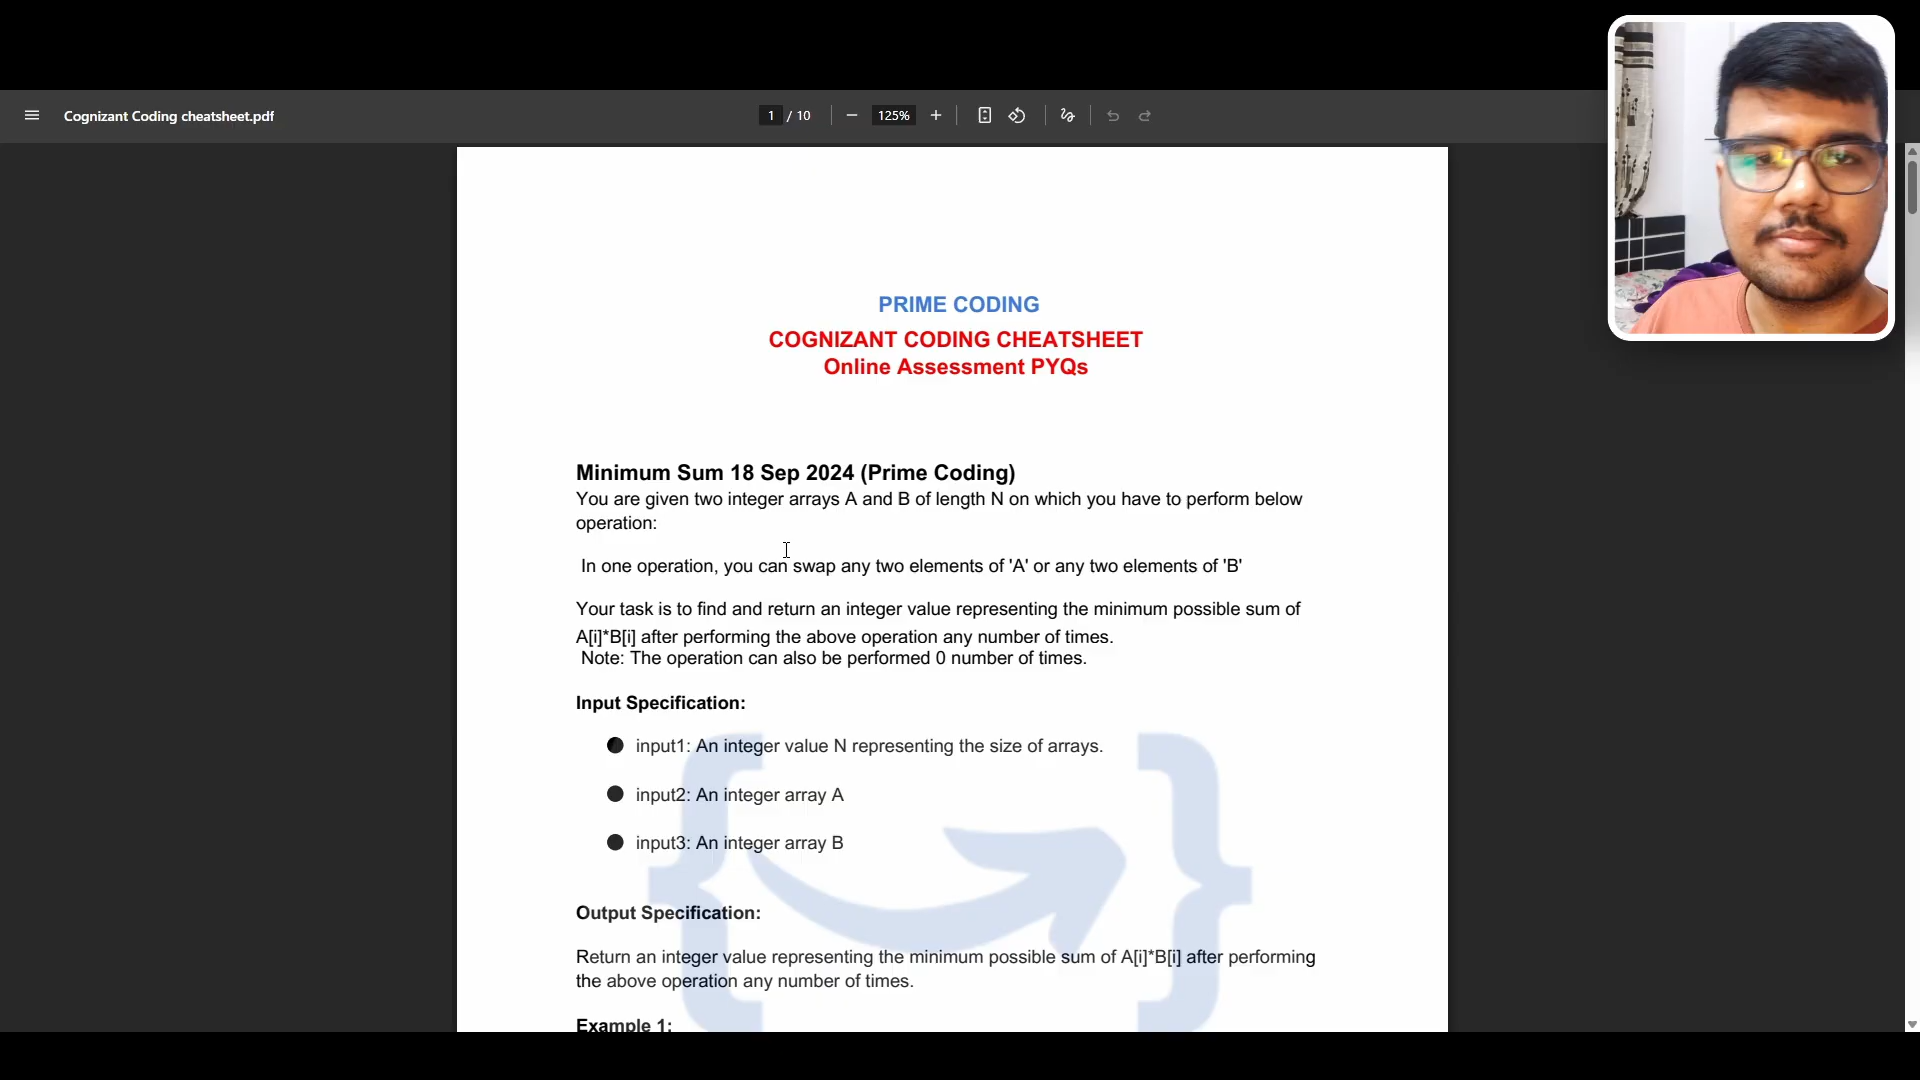 Cognizant Coding cheatsheet.pdf
1 / 10
125%
PRIME CODING
COGNIZANT CODING CHEATSHEET
Online Assessment PYQs
Minimum Sum 18 Sep 2024 (Prime Coding)
You are given two integer arrays A and B of length N on which you have to perform below
operation:
In one operation, you can swap any two elements of 'A' or any two elements of 'B'
Your task is to find and return an integer value representing the minimum possible sum of
A[i]*B[i] after performing the above operation any number of times.
Note: The operation can also be performed 0 number of times.
Input Specification:
input1: An integer value N representing the size of arrays.
input2: An integer array A
input3: An integer array B
Output Specification:
Return an integer value representing the minimum possible sum of A[i]*B[i] after performing
the above operation any number of times.
Example 1: